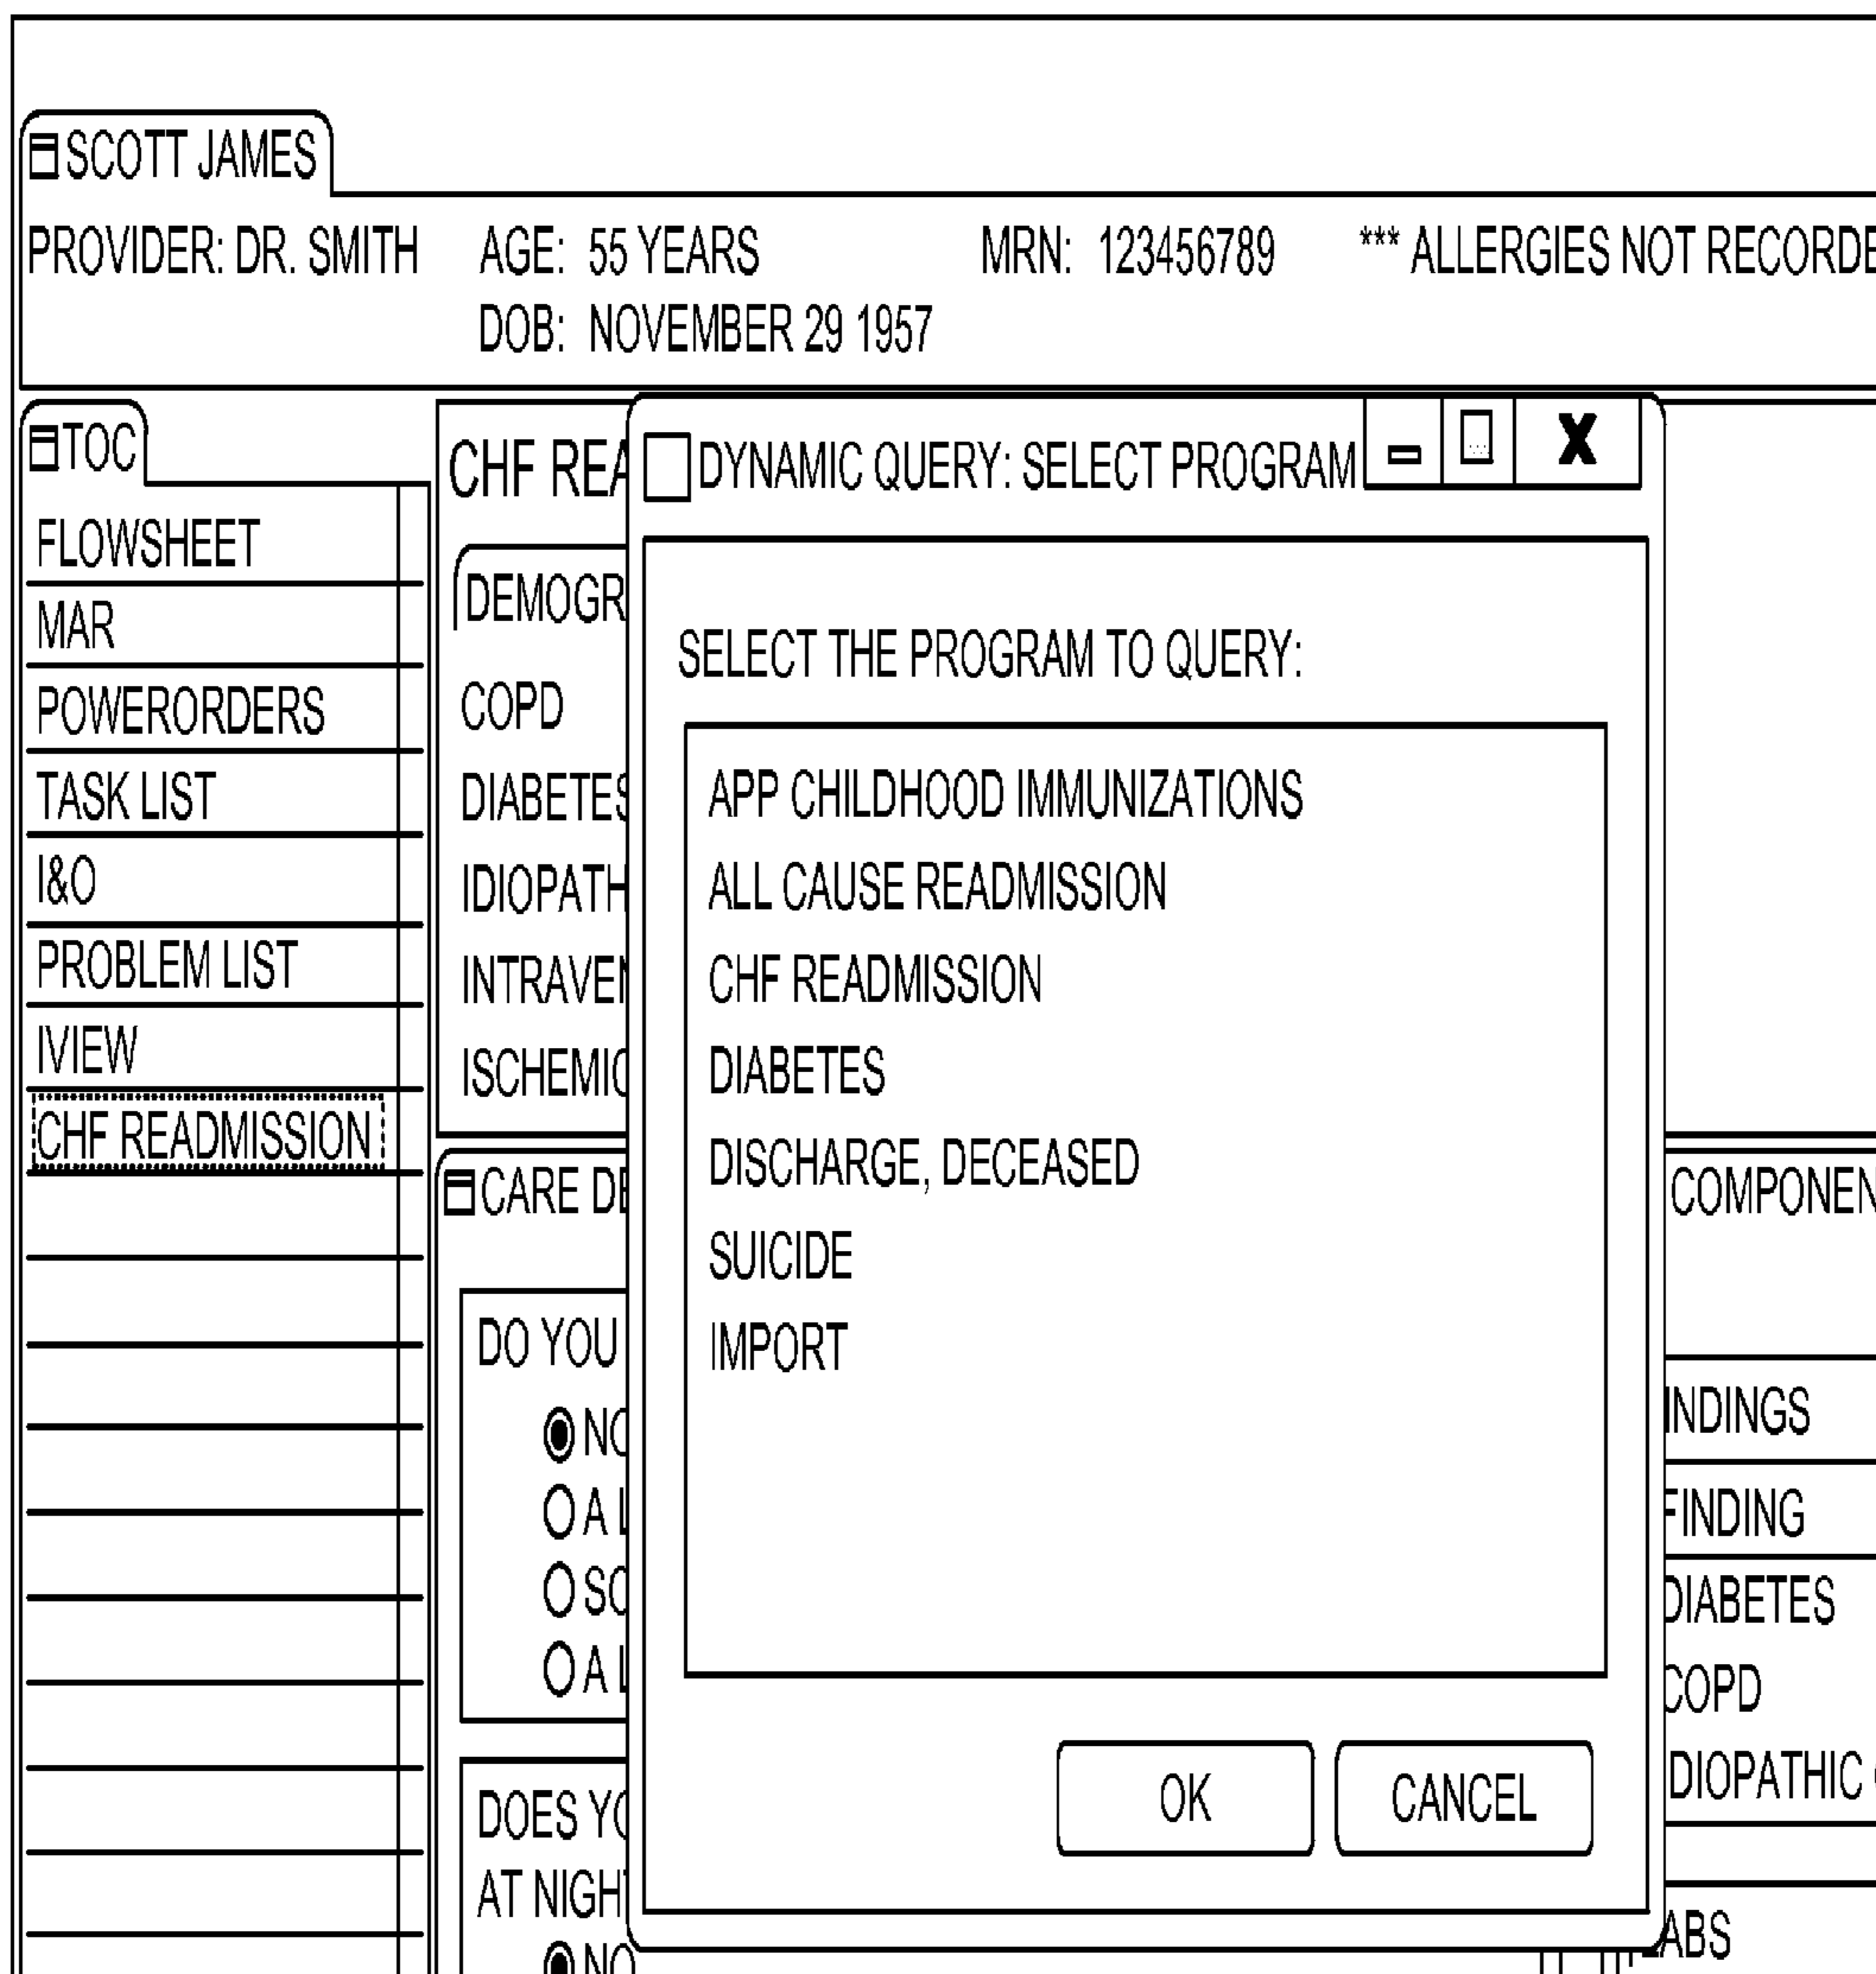 SCOTT JAMES
PROVIDER: DR. SMITH AGE: 55 YEARS MRN: 123456789 *** ALLERGIES NOT RECORDE
DOB: NOVEMBER 29 1957
TOC
FLOWSHEET
MAR
POWERORDERS
TASK LIST
I&O
PROBLEM LIST
IVIEW
CHF READMISSION
CHF REA
DEMOGR
COPD
DIABETES
IDIOPATH
INTRAVEN
ISCHEMIC
CARE DE
DO YOU
NO
A L
SO
A L
DOES YO
AT NIGHT
NO
DYNAMIC QUERY: SELECT PROGRAM
SELECT THE PROGRAM TO QUERY:
APP CHILDHOOD IMMUNIZATIONS
ALL CAUSE READMISSION
CHF READMISSION
DIABETES
DISCHARGE, DECEASED
SUICIDE
IMPORT
OK CANCEL
COMPONEN
INDINGS
FINDING
DIABETES
COPD
DIOPATHIC
ABS